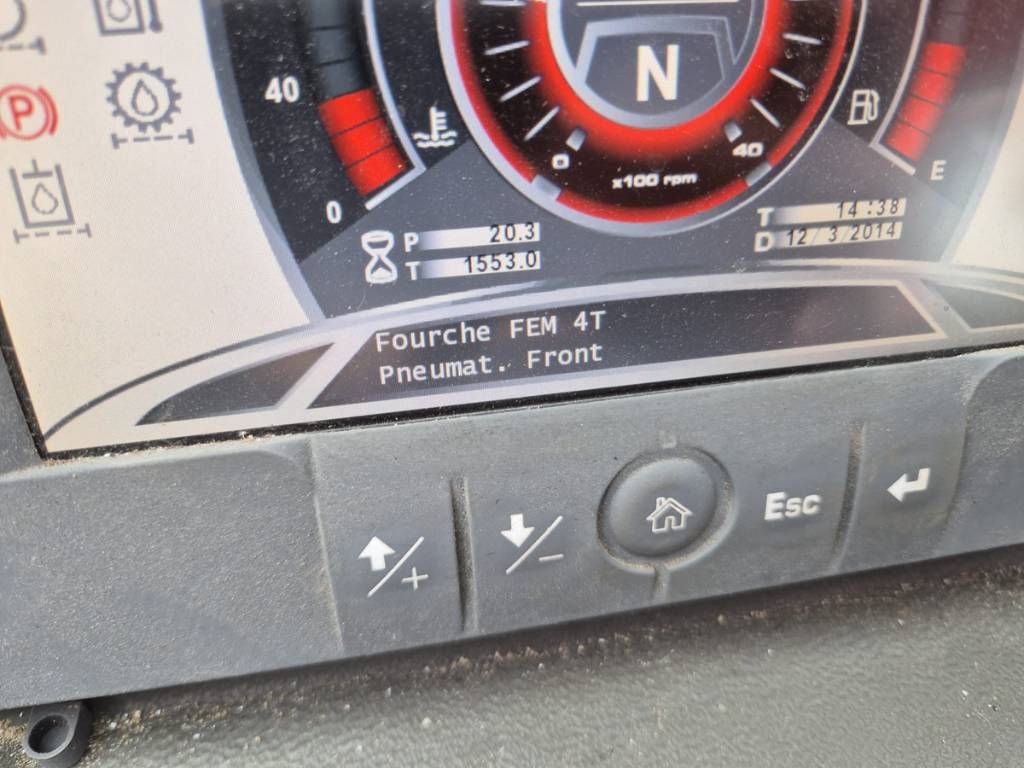 N
40
P
0
40
x100 rpm
0
E
P 20.3
T 1553.0
T 14:38
D 12/ 3/2014
Fourche FEM 4T
Pneumat. Front
+
-
Esc